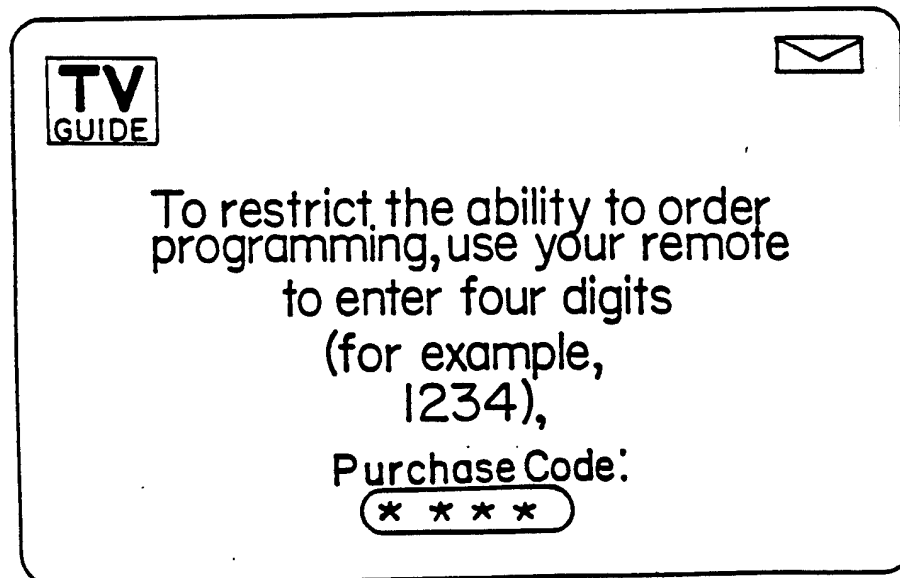 TV
GUIDE
To restrict the ability to order
programming, use your remote
to enter four digits
(for example,
1234),
Purchase Code:
* * * *